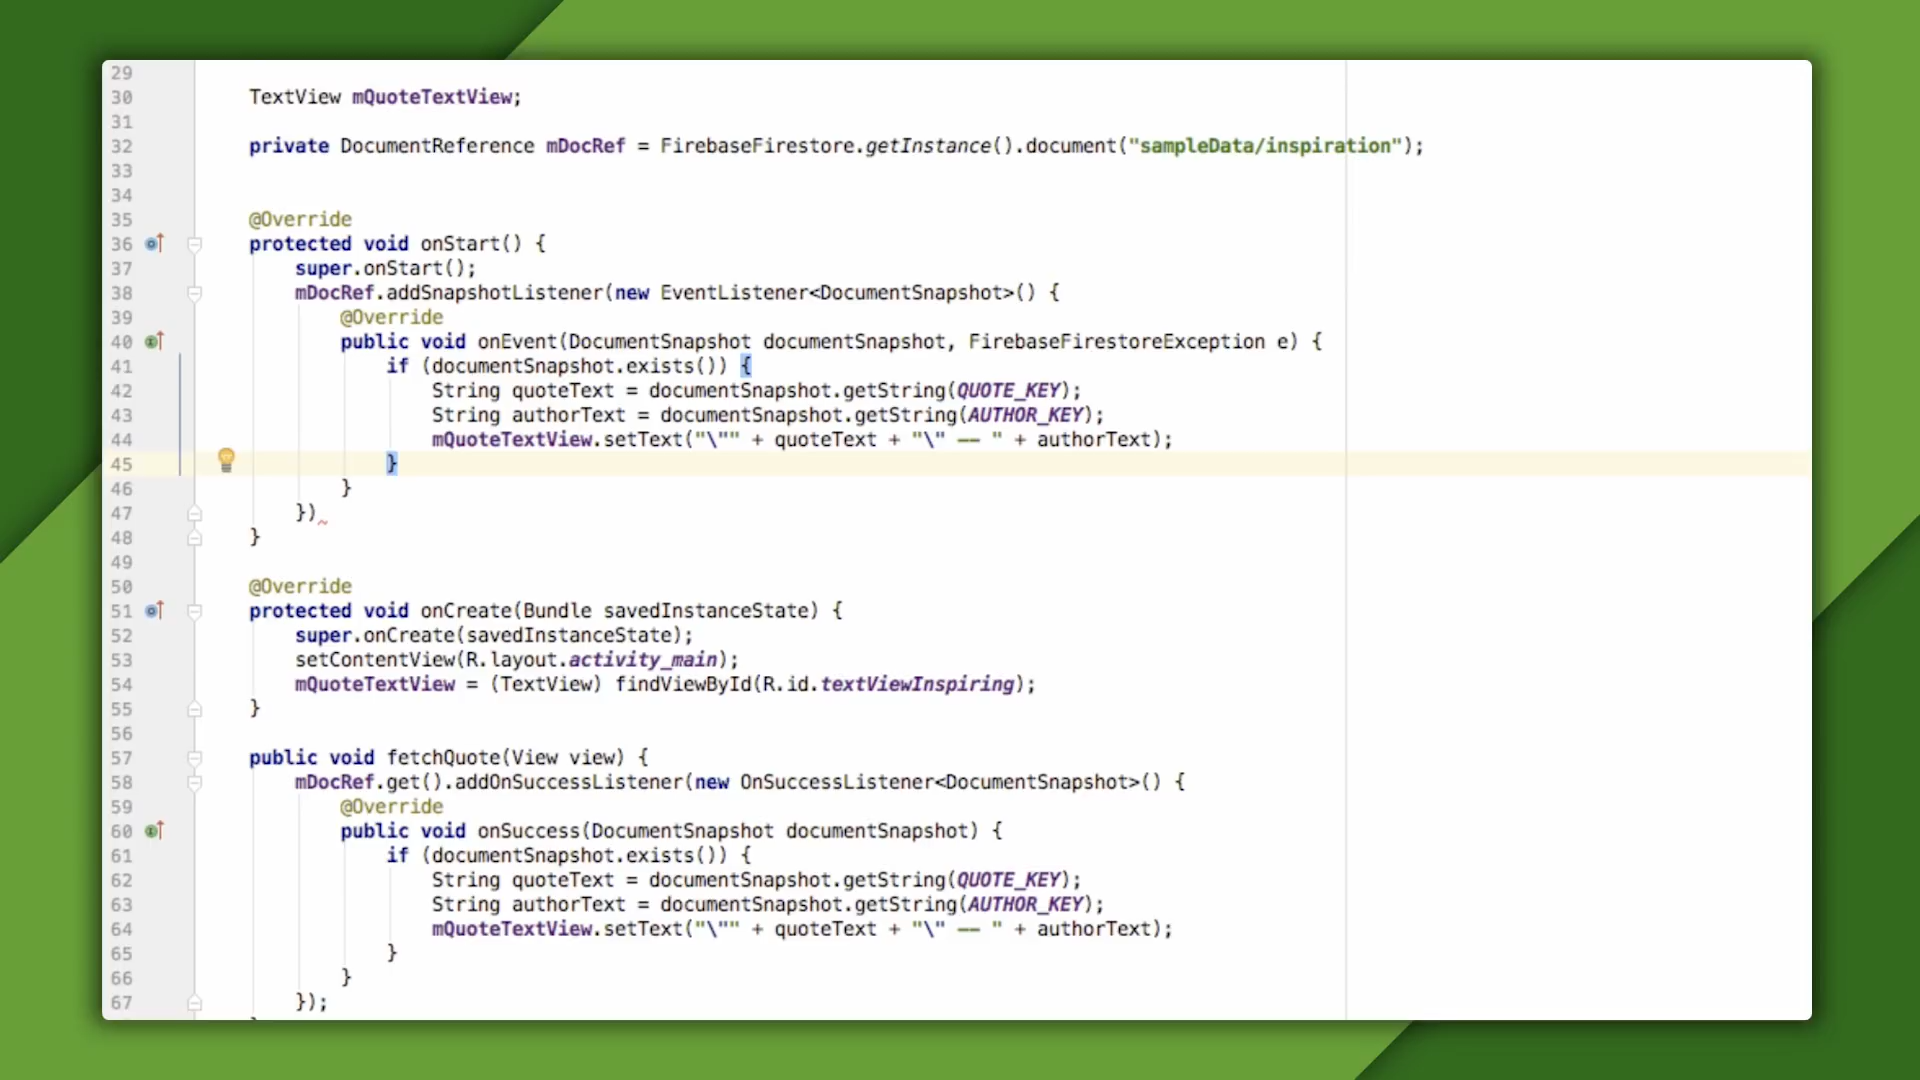 29
30 TextView mQuoteTextView;
31
32 private DocumentReference mDocRef = FirebaseFirestore.getInstance().document("sampleData/inspiration");
33
34
35 @Override
36 protected void onStart() {
37 super.onStart();
38 mDocRef.addSnapshotListener(new EventListener<DocumentSnapshot>() {
39 @Override
40 public void onEvent(DocumentSnapshot documentSnapshot, FirebaseFirestoreException e) {
41 if (documentSnapshot.exists()) {
42 String quoteText = documentSnapshot.getString(QUOTE_KEY);
43 String authorText = documentSnapshot.getString(AUTHOR_KEY);
44 mQuoteTextView.setText("\"" + quoteText + "\" -- " + authorText);
45 }
46 }
47 })
48 }
49
50 @Override
51 protected void onCreate(Bundle savedInstanceState) {
52 super.onCreate(savedInstanceState);
53 setContentView(R.layout.activity_main);
54 mQuoteTextView = (TextView) findViewById(R.id.textViewInspiring);
55 }
56
57 public void fetchQuote(View view) {
58 mDocRef.get().addOnSuccessListener(new OnSuccessListener<DocumentSnapshot>() {
59 @Override
60 public void onSuccess(DocumentSnapshot documentSnapshot) {
61 if (documentSnapshot.exists()) {
62 String quoteText = documentSnapshot.getString(QUOTE_KEY);
63 String authorText = documentSnapshot.getString(AUTHOR_KEY);
64 mQuoteTextView.setText("\"" + quoteText + "\" -- " + authorText);
65 }
66 }
67 });